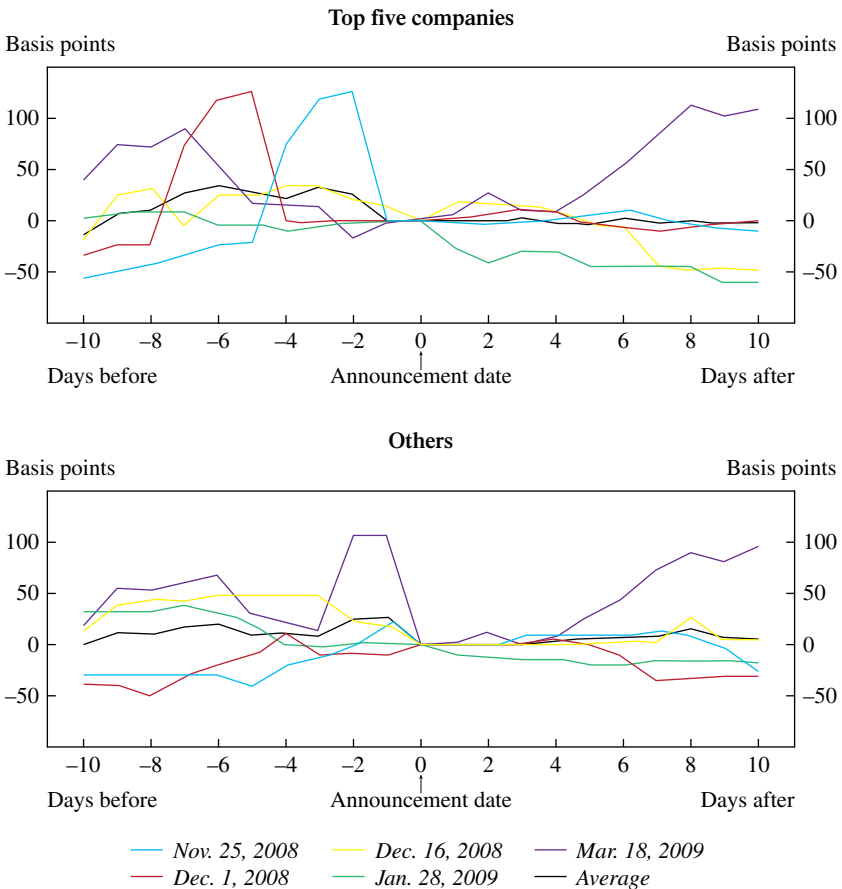 Top five companies
Basis points Basis points
100 100
50 50
0 0
–50 –50
–10 –8 –6 –4 –2 0 2 4 6 8 10
Days before Announcement date Days after
Others
Basis points Basis points
100 100
50 50
0 0
–50 –50
–10 –8 –6 –4 –2 0 2 4 6 8 10
Days before Announcement date Days after
Nov. 25, 2008 Dec. 16, 2008 Mar. 18, 2009
Dec. 1, 2008 Jan. 28, 2009 Average